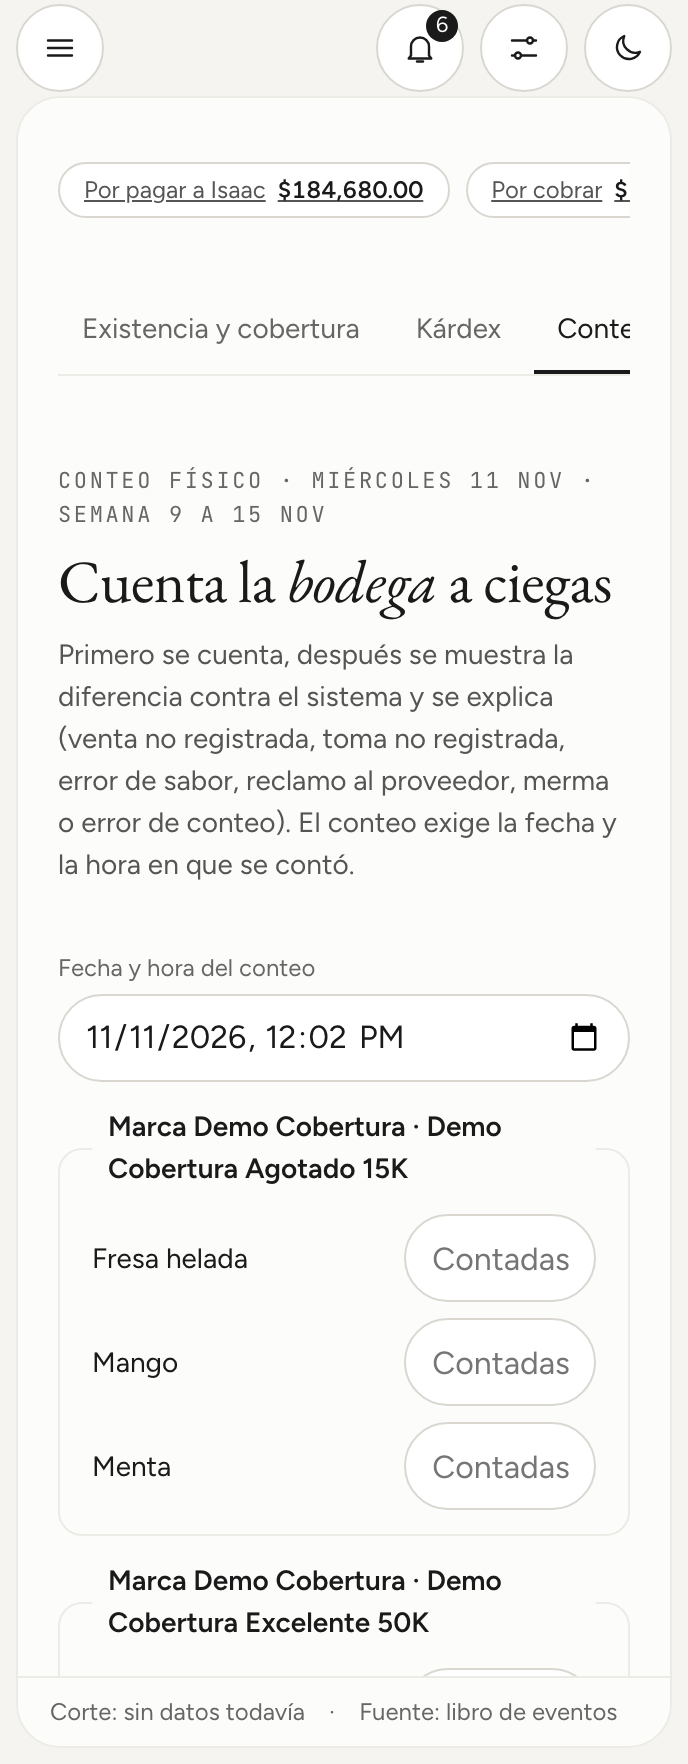 6
Por pagar a Isaac $184,680.00
Por cobrar $
Existencia y cobertura Kárdex Conte
CONTEO FÍSICO · MIÉRCOLES 11 NOV ·
SEMANA 9 A 15 NOV
Cuenta la bodega a ciegas
Primero se cuenta, después se muestra la
diferencia contra el sistema y se explica
(venta no registrada, toma no registrada,
error de sabor, reclamo al proveedor, merma
o error de conteo). El conteo exige la fecha y
la hora en que se contó.
Fecha y hora del conteo
11/11/2026, 12:02 PM
Marca Demo Cobertura · Demo
Cobertura Agotado 15K
Fresa helada Contadas
Mango Contadas
Menta Contadas
Marca Demo Cobertura · Demo
Cobertura Excelente 50K
Corte: sin datos todavía · Fuente: libro de eventos